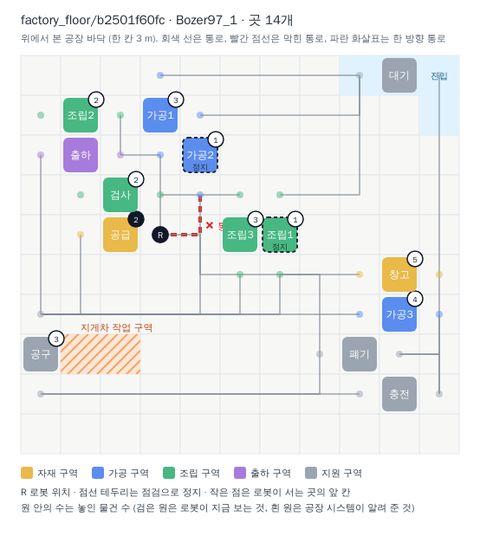 factory_floor/b2501f60fc · Bozer97_1 · 곳 14개
위에서 본 공장 바닥 (한 칸 3 m). 회색 선은 통로, 빨간 점선은 막힌 통로, 파란 화살표는 한 방향 통로
대기
진입
조립2 2
가공1 3
출하
가공2 1
정지
검사 2
공급 2
R
조립3 3
조립1 1
정지
창고 5
가공3 4
지게차 작업 구역
공구 3
폐기
충전
자재 구역 가공 구역 조립 구역 출하 구역 지원 구역
R 로봇 위치 · 점선 테두리는 점검으로 정지 · 작은 점은 로봇이 서는 곳의 앞 칸
원 안의 수는 놓인 물건 수 (검은 원은 로봇이 지금 보는 것, 흰 원은 공장 시스템이 알려 준 것)